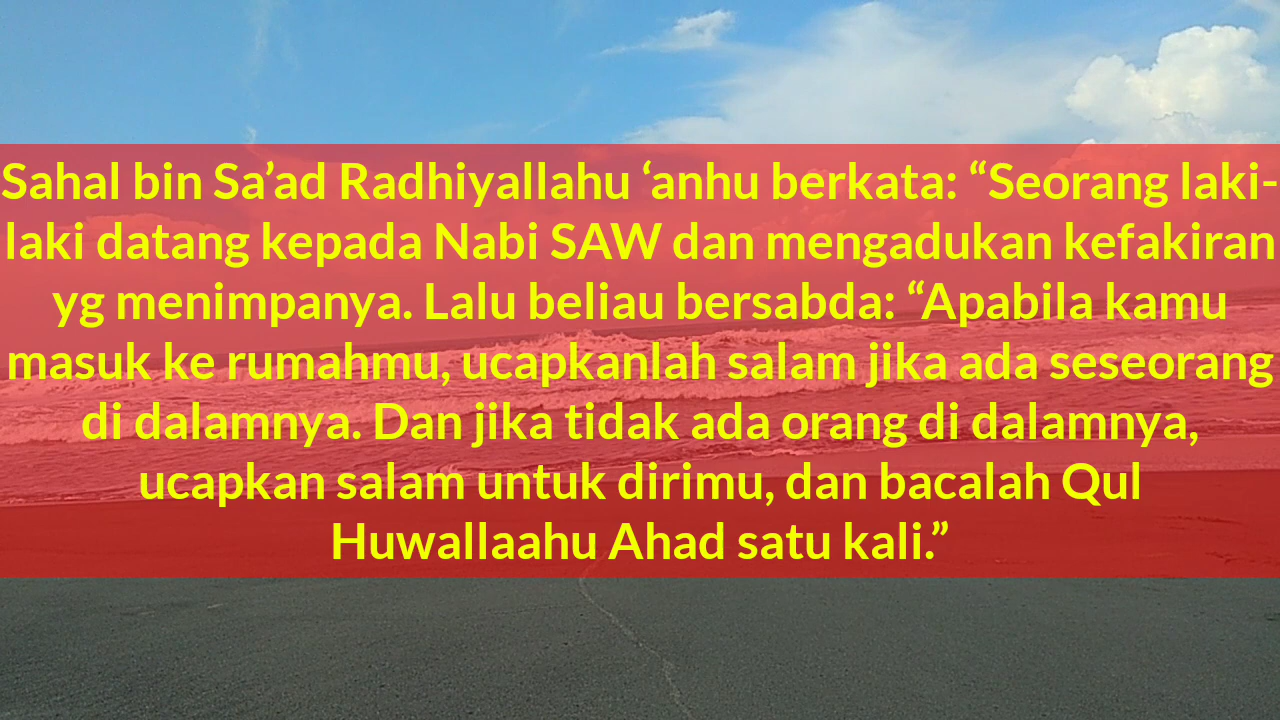 Sahal bin Sa’ad Radhiyallahu ‘anhu berkata: “Seorang laki-
laki datang kepada Nabi SAW dan mengadukan kefakiran
yg menimpanya. Lalu beliau bersabda: “Apabila kamu
masuk ke rumahmu, ucapkanlah salam jika ada seseorang
di dalamnya. Dan jika tidak ada orang di dalamnya,
ucapkan salam untuk dirimu, dan bacalah Qul
Huwallaahu Ahad satu kali.”